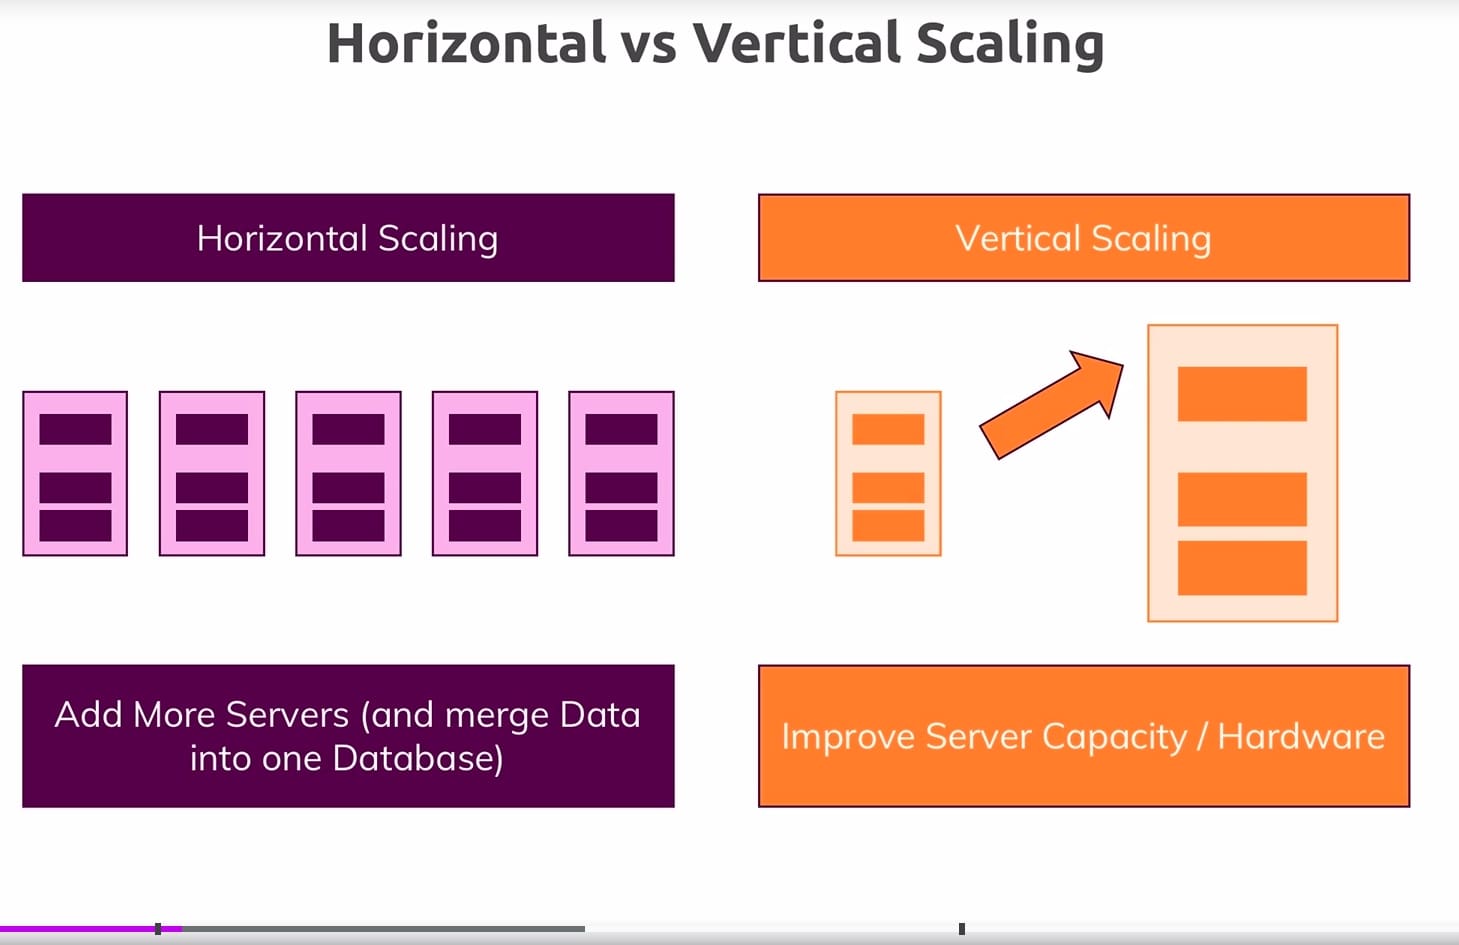 Horizontal vs Vertical Scaling
Horizontal Scaling
Vertical Scaling
Add More Servers (and merge Data
into one Database)
Improve Server Capacity / Hardware